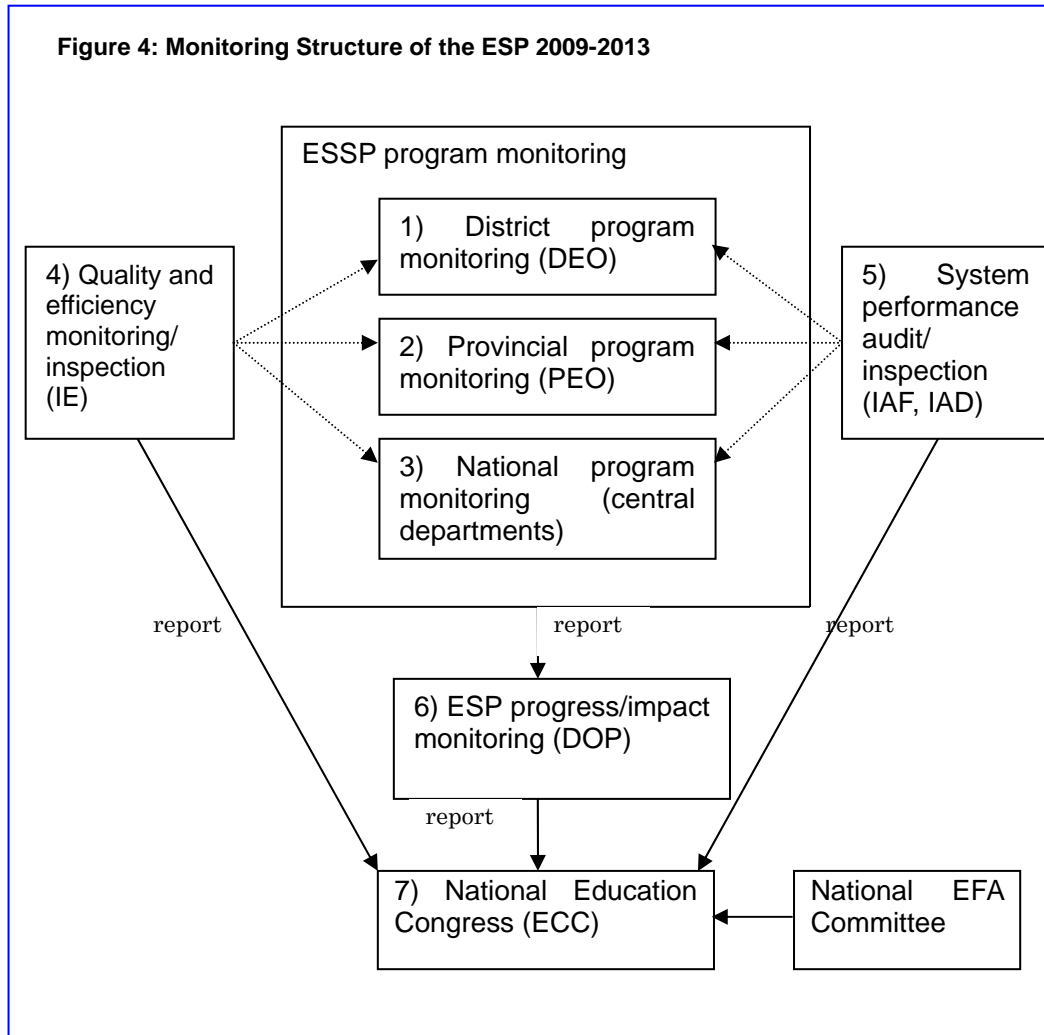 Figure 4: Monitoring Structure of the ESP 2009-2013
ESSP program monitoring
1) District program
monitoring (DEO)
4) Quality and
efficiency
monitoring/
inspection
(IE)
5) System
performance
audit/
inspection
(IAF, IAD)
2) Provincial program
monitoring (PEO)
3) National program
monitoring (central
departments)
report
report
report
6) ESP progress/impact
monitoring (DOP)
report
7) National Education
Congress (ECC)
National EFA
Committee